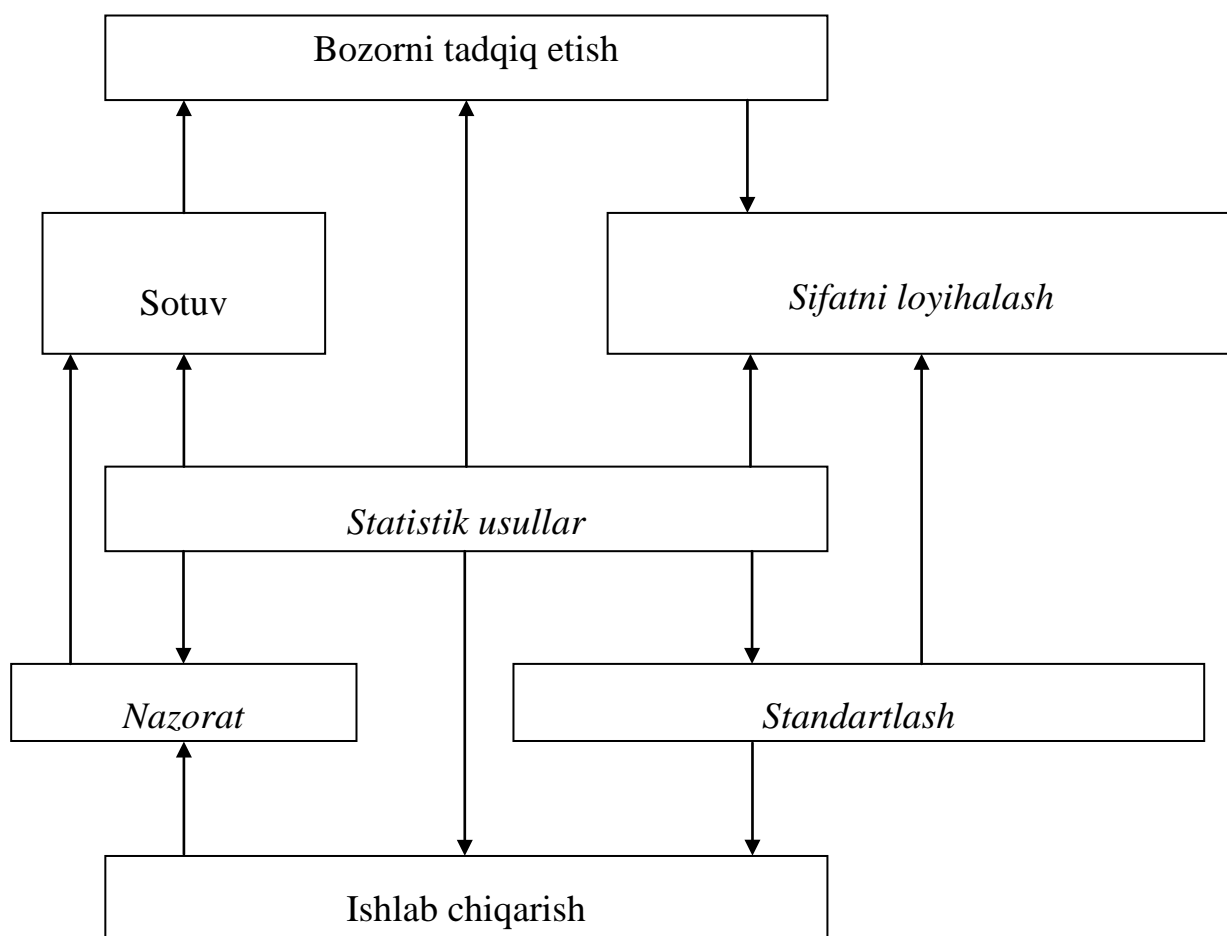 Bozorni tadqiq etish
Sotuv
Sifatni loyihalash
Statistik usullar
Nazorat
Standartlash
Ishlab chiqarish